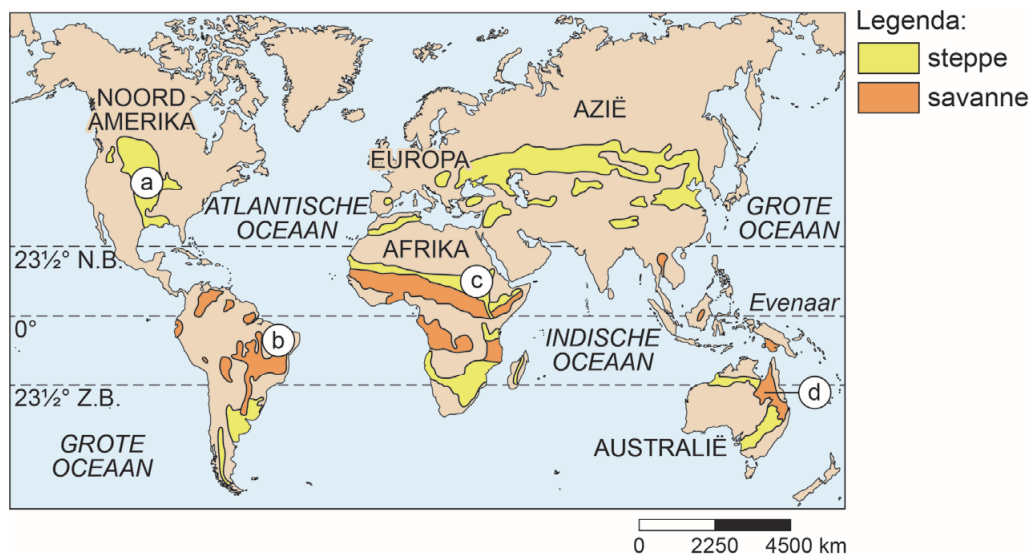 Legenda:
steppe
savanne
NOORD
AMERIKA
AZIË
EUROPA
a
ATLANTISCHE
OCEAAN
GROTE
OCEAAN
AFRIKA
23½° N.B.
c
Evenaar
0°
b
INDISCHE
OCEAAN
23½° Z.B.
d
GROTE
OCEAAN
AUSTRALIË
0 2250 4500 km